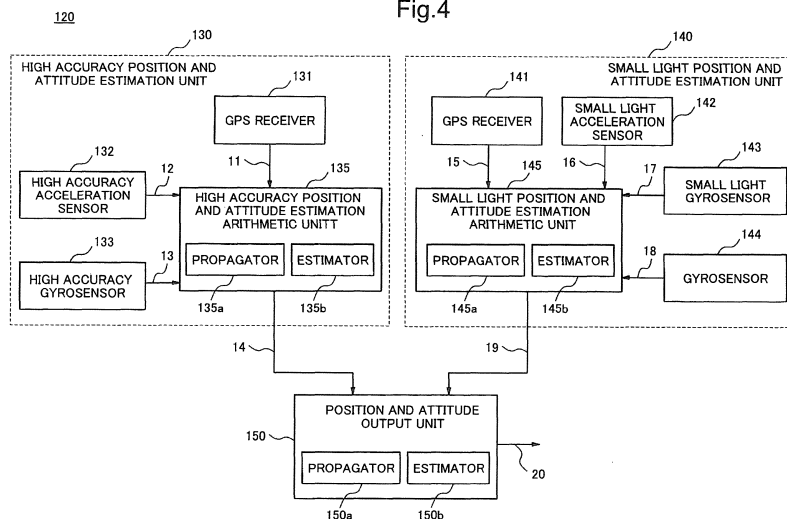 Fig.4
120
130
HIGH ACCURACY POSITION AND
ATTITUDE ESTIMATION UNIT
131
GPS RECEIVER
11
132
HIGH ACCURACY
ACCELERATION
SENSOR
12
133
HIGH ACCURACY
GYROSENSOR
13
135
HIGH ACCURACY POSITION
AND ATTITUDE ESTIMATION
ARITHMETIC UNITT
PROPAGATOR
ESTIMATOR
135a
135b
14
140
SMALL LIGHT POSITION AND
ATTITUDE ESTIMATION UNIT
141
GPS RECEIVER
15
142
SMALL LIGHT
ACCELERATION
SENSOR
16
143
SMALL LIGHT
GYROSENSOR
17
144
GYROSENSOR
18
145
SMALL LIGHT POSITION AND
ATTITUDE ESTIMATION
ARITHMETIC UNIT
PROPAGATOR
ESTIMATOR
145a
145b
19
150
POSITION AND ATTITUDE
OUTPUT UNIT
PROPAGATOR
ESTIMATOR
150a
150b
20